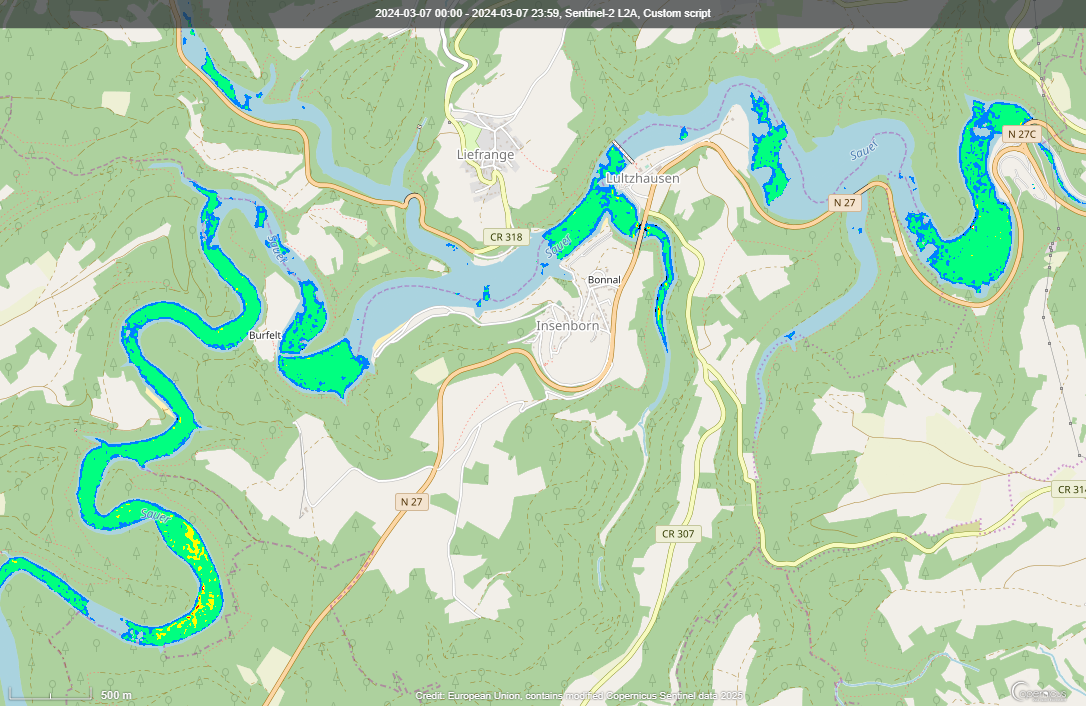 2024-03-07 00:00 - 2024-03-07 23:59, Sentinel-2 L2A, Custom script
N 27C
Sauer
Liefrange
Lultzhausen
N 27
CR 318
Sauer
Sauer
Bonnal
Insenborn
Burfelt
CR 314
N 27
Sauer
CR 307
500 m
Credit: European Union, contains modified Copernicus Sentinel data 2025